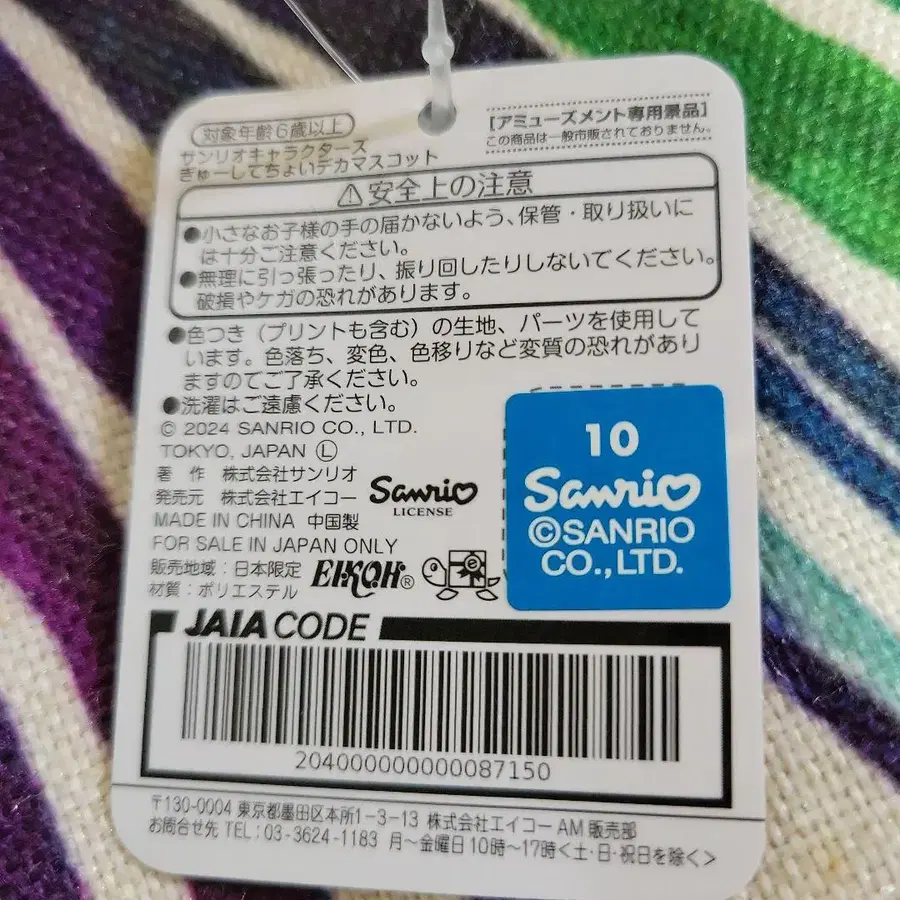 対象年齢6歳以上
[アミューズメント専用景品]
この商品は一般市販されておりません。
サンリオキャラクターズ
ぎゅーしてちょいデカマスコット
⚠安全上の注意
●小さなお子様の手の届かないよう、保管・取り扱いに
は十分ご注意ください。
●無理に引っ張ったり、振り回したりしないでください。
破損やケガの恐れがあります。
●色つき（プリントも含む）の生地、パーツを使用して
います。色落ち、変色、色移りなど変質の恐れがあり
ますのでご了承ください。
●洗濯はご遠慮ください。
© 2024 SANRIO CO., LTD.
TOKYO, JAPAN Ⓛ
著 作 株式会社サンリオ
発売元 株式会社エイコー
Sanrio
LICENSE
MADE IN CHINA 中国製
FOR SALE IN JAPAN ONLY
販売地域：日本限定
材質：ポリエステル
EIKOH®
10
Sanrio
©SANRIO
CO.,LTD.
JAIA CODE
2040000000000087150
〒130-0004 東京都墨田区本所1-3-13 株式会社エイコー AM販売部
お問合せ先 TEL：03-3624-1183 月～金曜日10時～17時<土・日・祝日を除く>